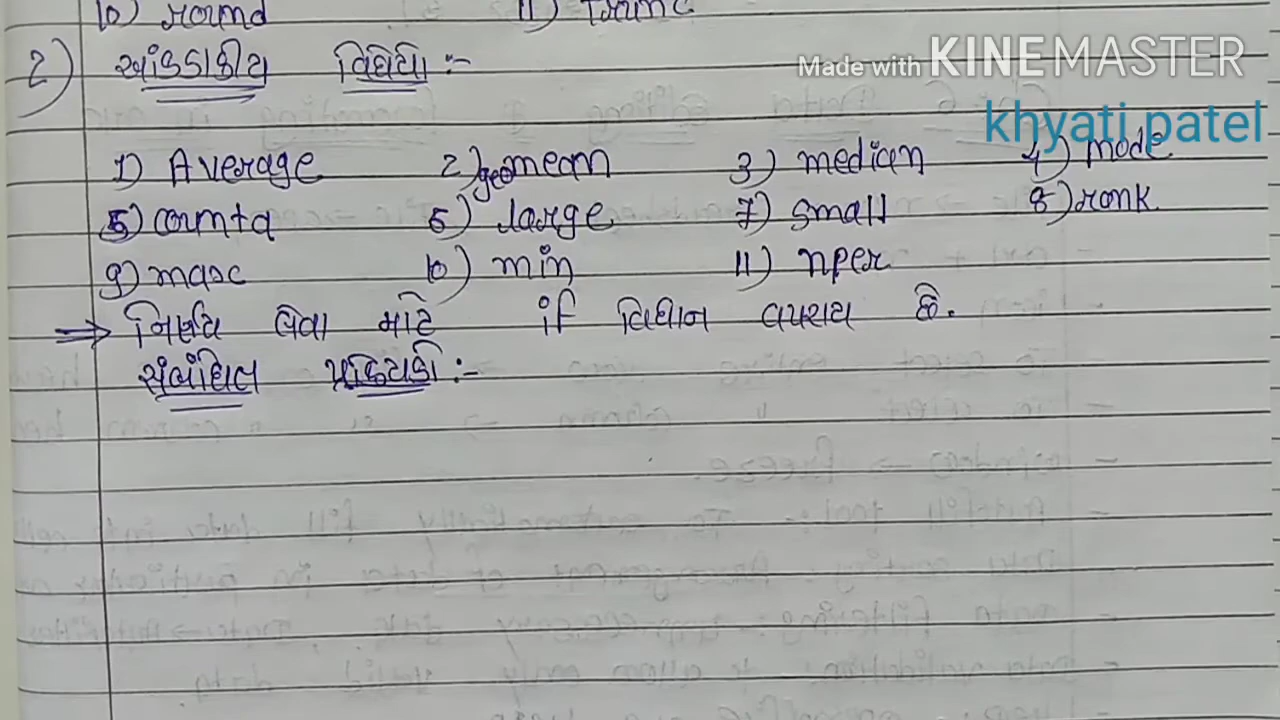 10) round 11) Trunc
Made with KINEMASTER
khyati patel
2) આંકડાકીય વિધેયો :-
1) Average 2) geomean 3) median 4) mode
5) counta 6) large 7) small 8) rank
9) max 10) min 11) nper
⇒ નિર્ણય લેવા માટે if વિધાન વપરાય છે.
સંબંધિત પ્રક્રિયકો :-